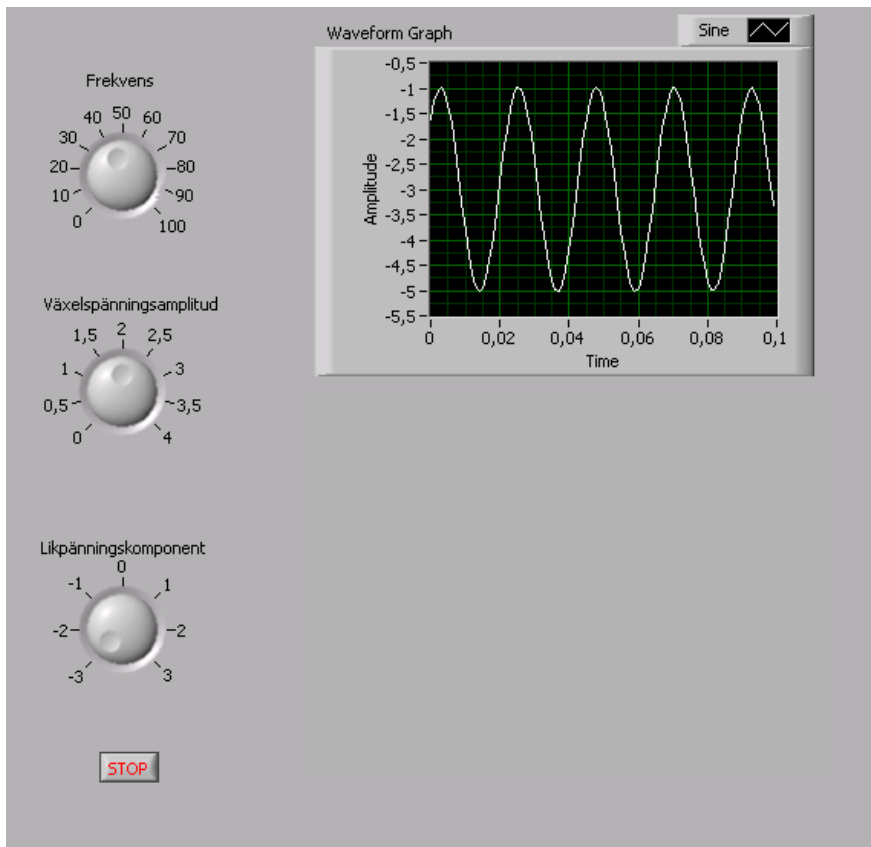 Waveform Graph
Sine
-0,5
-1
-1,5
-2
-2,5
-3
-3,5
-4
-4,5
-5
-5,5
Amplitude
0 0,02 0,04 0,06 0,08 0,1
Time
Frekvens
0 10 20 30 40 50 60 70 80 90 100
Växelspänningsamplitud
0 0,5 1 1,5 2 2,5 3 3,5 4
Likpänningskomponent
-3 -2 -1 0 1 2 3
STOP